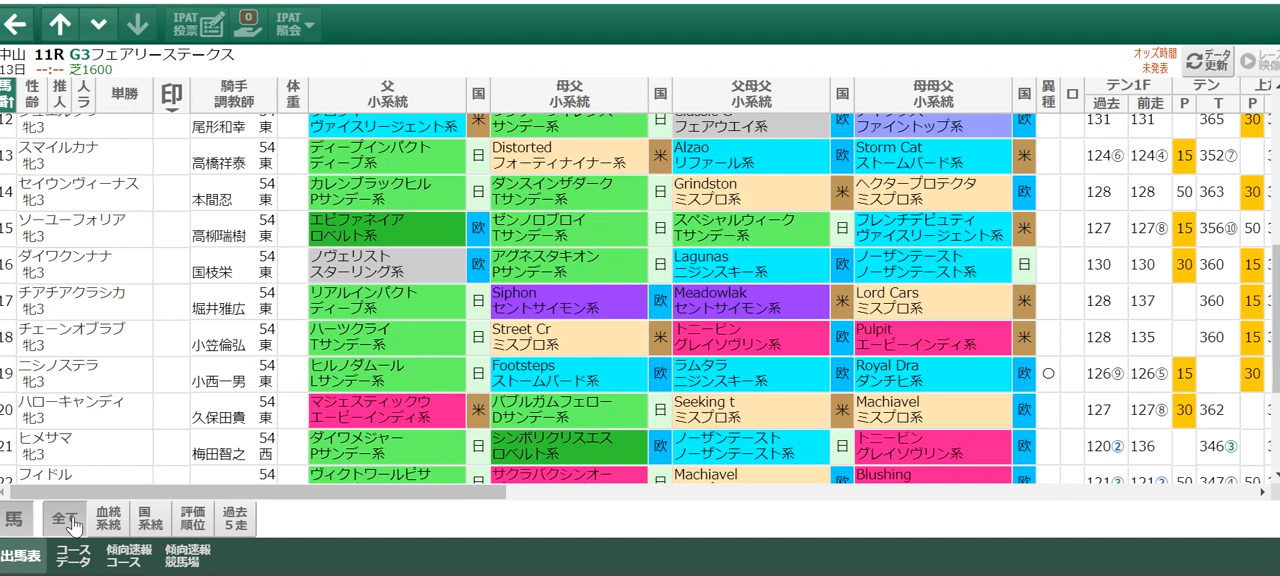 IPAT 投票
0
IPAT 照会
中山 11R G3フェアリーステークス
13日 --:-- 芝1600
オッズ時間 未発表
データ更新
レース映像
馬番 性齢 推人 人ラ 単勝 印 騎手 調教師 体重 父 小系統 国 母父 小系統 国 父母父 小系統 国 母母父 小系統 国 異種 ロ テン1F 過去 前走 テン P T 上がり P
12 牝3 尾形和幸 東 ヴァイスリージェント系 米 サンデー系 日 Classic G フェアウエイ系 欧 ファイントップ系 欧 131 131 365 30
13 スマイルカナ 54 ディープインパクト Distorted Alzao Storm Cat
牝3 高橋祥泰 東 ディープ系 日 フォーティナイナー系 米 リファール系 欧 ストームバード系 米 124⑥ 124④ 15 352⑦
14 セイウンヴィーナス 54 カレンブラックヒル ダンスインザダーク Grindston ヘクタープロテクタ
牝3 本間忍 東 Pサンデー系 日 Tサンデー系 日 ミスプロ系 米 ミスプロ系 欧 128 128 50 363 30
15 ソーユーフォリア 54 エピファネイア ゼンノロブロイ スペシャルウィーク フレンチデピュティ
牝3 高柳瑞樹 東 ロベルト系 欧 Tサンデー系 日 Tサンデー系 日 ヴァイスリージェント系 米 127 127⑧ 15 356⑩ 50
16 ダイワクンナナ 54 ノヴェリスト アグネスタキオン Lagunas ノーザンテースト
牝3 国枝栄 東 スターリング系 欧 Pサンデー系 日 ニジンスキー系 欧 ノーザンテースト系 日 130 130 30 360 15
17 チアチアクラシカ 54 リアルインパクト Siphon Meadowlak Lord Cars
牝3 堀井雅広 東 ディープ系 日 セントサイモン系 欧 セントサイモン系 米 ミスプロ系 米 128 137 360 15
18 チェーンオブラブ 54 ハーツクライ Street Cr トニービン Pulpit
牝3 小笠倫弘 東 Tサンデー系 日 ミスプロ系 米 グレイソヴリン系 欧 エーピーインディ系 米 128 135 360 15
19 ニシノステラ 54 ヒルノダムール Footsteps ラムタラ Royal Dra
牝3 小西一男 東 Lサンデー系 日 ストームバード系 欧 ニジンスキー系 欧 ダンチヒ系 欧 ○ 126⑨ 126⑤ 15 30
20 ハローキャンディ 54 マジェスティックウ バブルガムフェロー Seeking t Machiavel
牝3 久保田貴 東 エーピーインディ系 米 Dサンデー系 日 ミスプロ系 米 ミスプロ系 欧 127 127⑧ 30 362
21 ヒメサマ 54 ダイワメジャー シンボリクリスエス ノーザンテースト トニービン
牝3 梅田智之 西 Pサンデー系 日 ロベルト系 欧 ノーザンテースト系 日 グレイソヴリン系 欧 120② 136 346③
22 フィドル 54 ヴィクトワールピサ サクラバクシンオー Machiavel Blushing
馬 全て 血統系統 国系統 評価順位 過去5走
出馬表 コースデータ 傾向速報コース 傾向速報競馬場